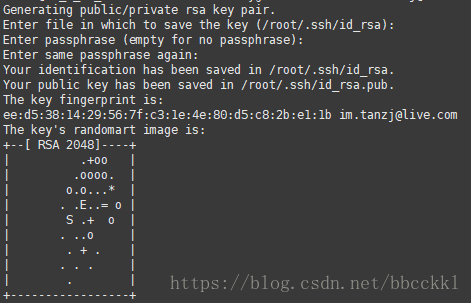 Generating public/private rsa key pair.
Enter file in which to save the key (/root/.ssh/id_rsa):
Enter passphrase (empty for no passphrase):
Enter same passphrase again:
Your identification has been saved in /root/.ssh/id_rsa.
Your public key has been saved in /root/.ssh/id_rsa.pub.
The key fingerprint is:
ee:d5:38:14:29:56:7f:c3:1e:4e:80:d5:c8:2b:e1:1b im.tanzj@live.com
The key's randomart image is:
+--[ RSA 2048]----+
|         .+oo    |
|        .oooo.   |
|       o.o...*   |
|      . .E..= o  |
|       S .+  o   |
|      . ..o      |
|       . + .     |
|      . . .      |
|       .         |
+-----------------+
https://blog.csdn.net/bbcckkl